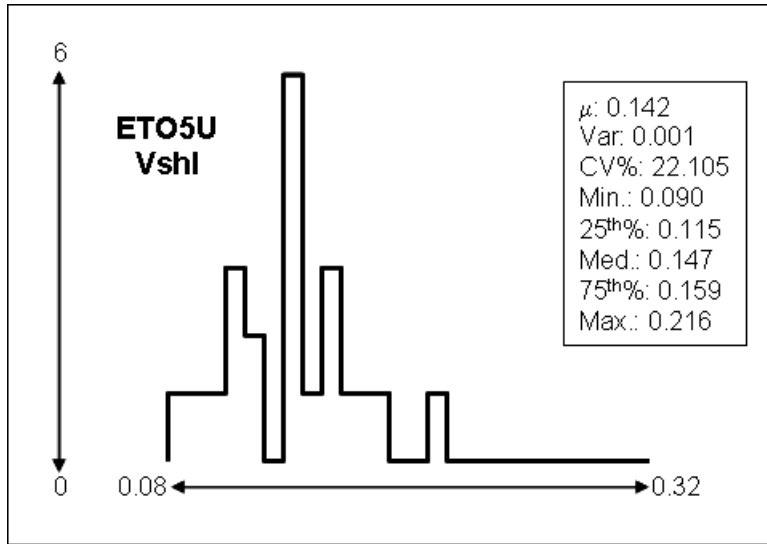 6
ETO5U
Vshl
μ: 0.142
Var: 0.001
CV%: 22.105
Min.: 0.090
25th%: 0.115
Med.: 0.147
75th%: 0.159
Max.: 0.216
0
0.08
0.32